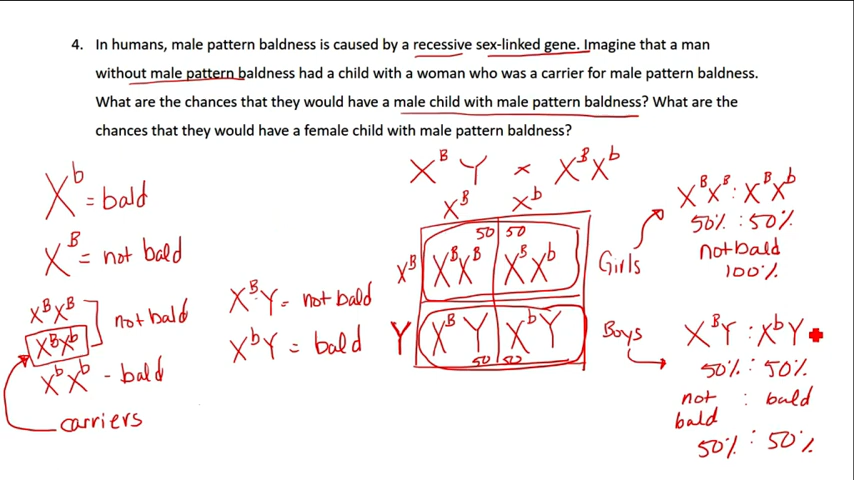 4. In humans, male pattern baldness is caused by a recessive sex-linked gene. Imagine that a man
without male pattern baldness had a child with a woman who was a carrier for male pattern baldness.
What are the chances that they would have a male child with male pattern baldness? What are the
chances that they would have a female child with male pattern baldness?
X^b = bald
X^B = not bald
X^B X^B
X^B X^b
not bald
X^b X^b - bald
carriers
X^B Y = not bald
X^b Y = bald
X^B Y × X^B X^b
X^B X^b
50 50
X^B X^B X^B X^B X^b
Y X^B Y X^b Y
50 50
Girls
Boys
X^B X^B : X^B X^b
50% : 50%
not bald
100%
X^B Y : X^b Y
50% : 50%
not : bald
bald
50% : 50%